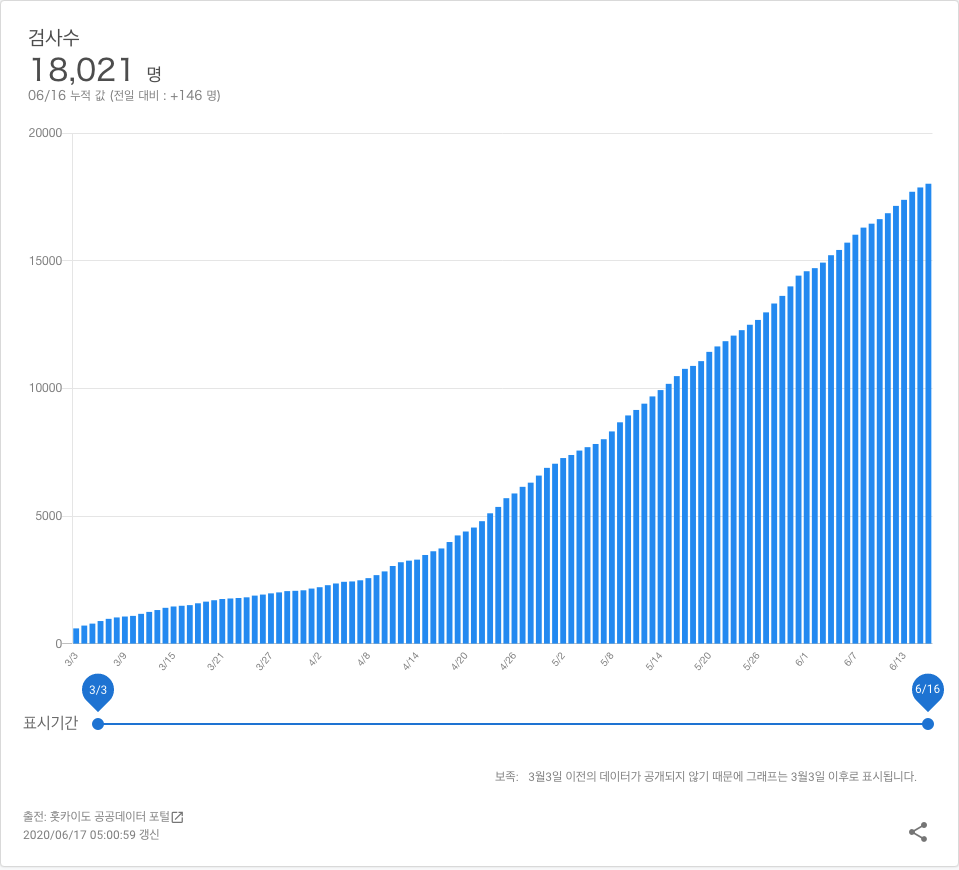 검사수
18,021 명
06/16 누적 값 (전일 대비 : +146 명)
20000
15000
10000
5000
0
3/3 3/9 3/15 3/21 3/27 4/2 4/8 4/14 4/20 4/26 5/2 5/8 5/14 5/20 5/26 6/1 6/7 6/13
3/3 6/16
표시기간
보족: 3월3일 이전의 데이터가 공개되지 않기 때문에 그래프는 3월3일 이후로 표시됩니다.
출전: 홋카이도 공공데이터 포털
2020/06/17 05:00:59 갱신